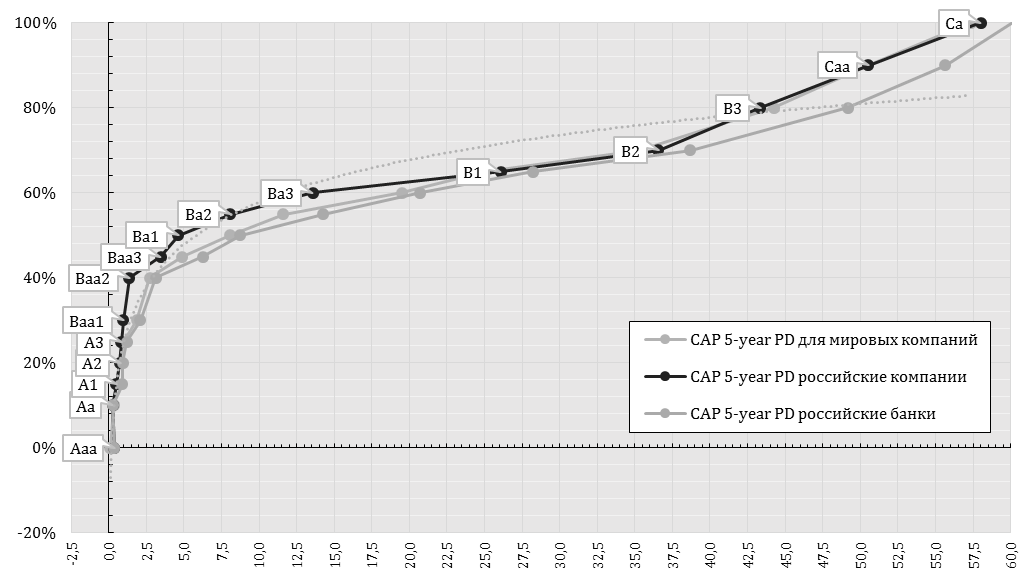 100%
Ca
Caa
80%
B3
B2
B1
60%
Ba3
Ba2
Ba1
Baa3
40%
Baa2
Baa1
A3
20%
A2
A1
Aa
0%
Aaa
-20%
CAP 5-year PD для мировых компаний
CAP 5-year PD российские компании
CAP 5-year PD российские банки
-2,5 0,0 2,5 5,0 7,5 10,0 12,5 15,0 17,5 20,0 22,5 25,0 27,5 30,0 32,5 35,0 37,5 40,0 42,5 45,0 47,5 50,0 52,5 55,0 57,5 60,0